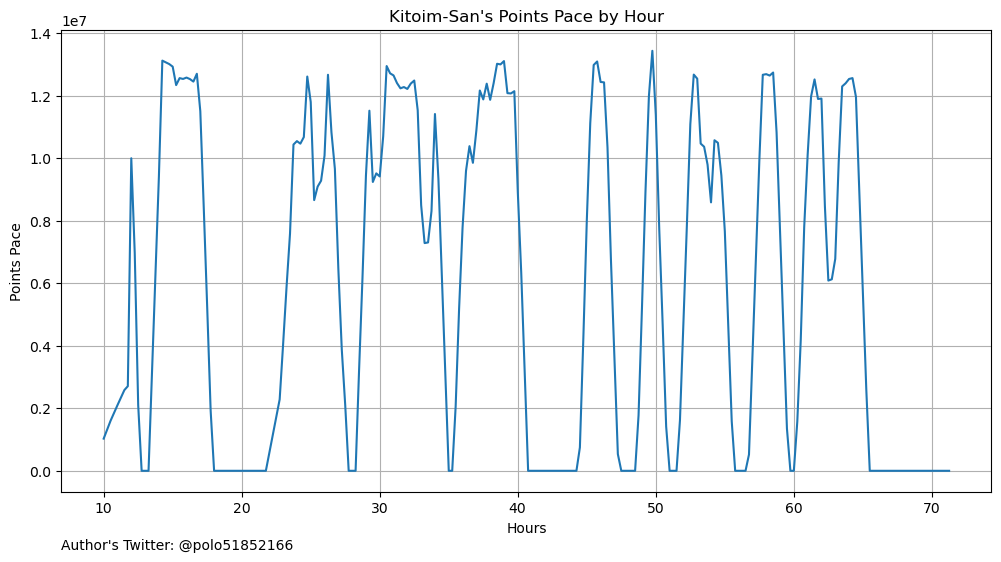 Kitoim-San's Points Pace by Hour
1e7
1.4
1.2
1.0
0.8
0.6
0.4
0.2
0.0
Points Pace
10 20 30 40 50 60 70
Hours
Author's Twitter: @polo51852166